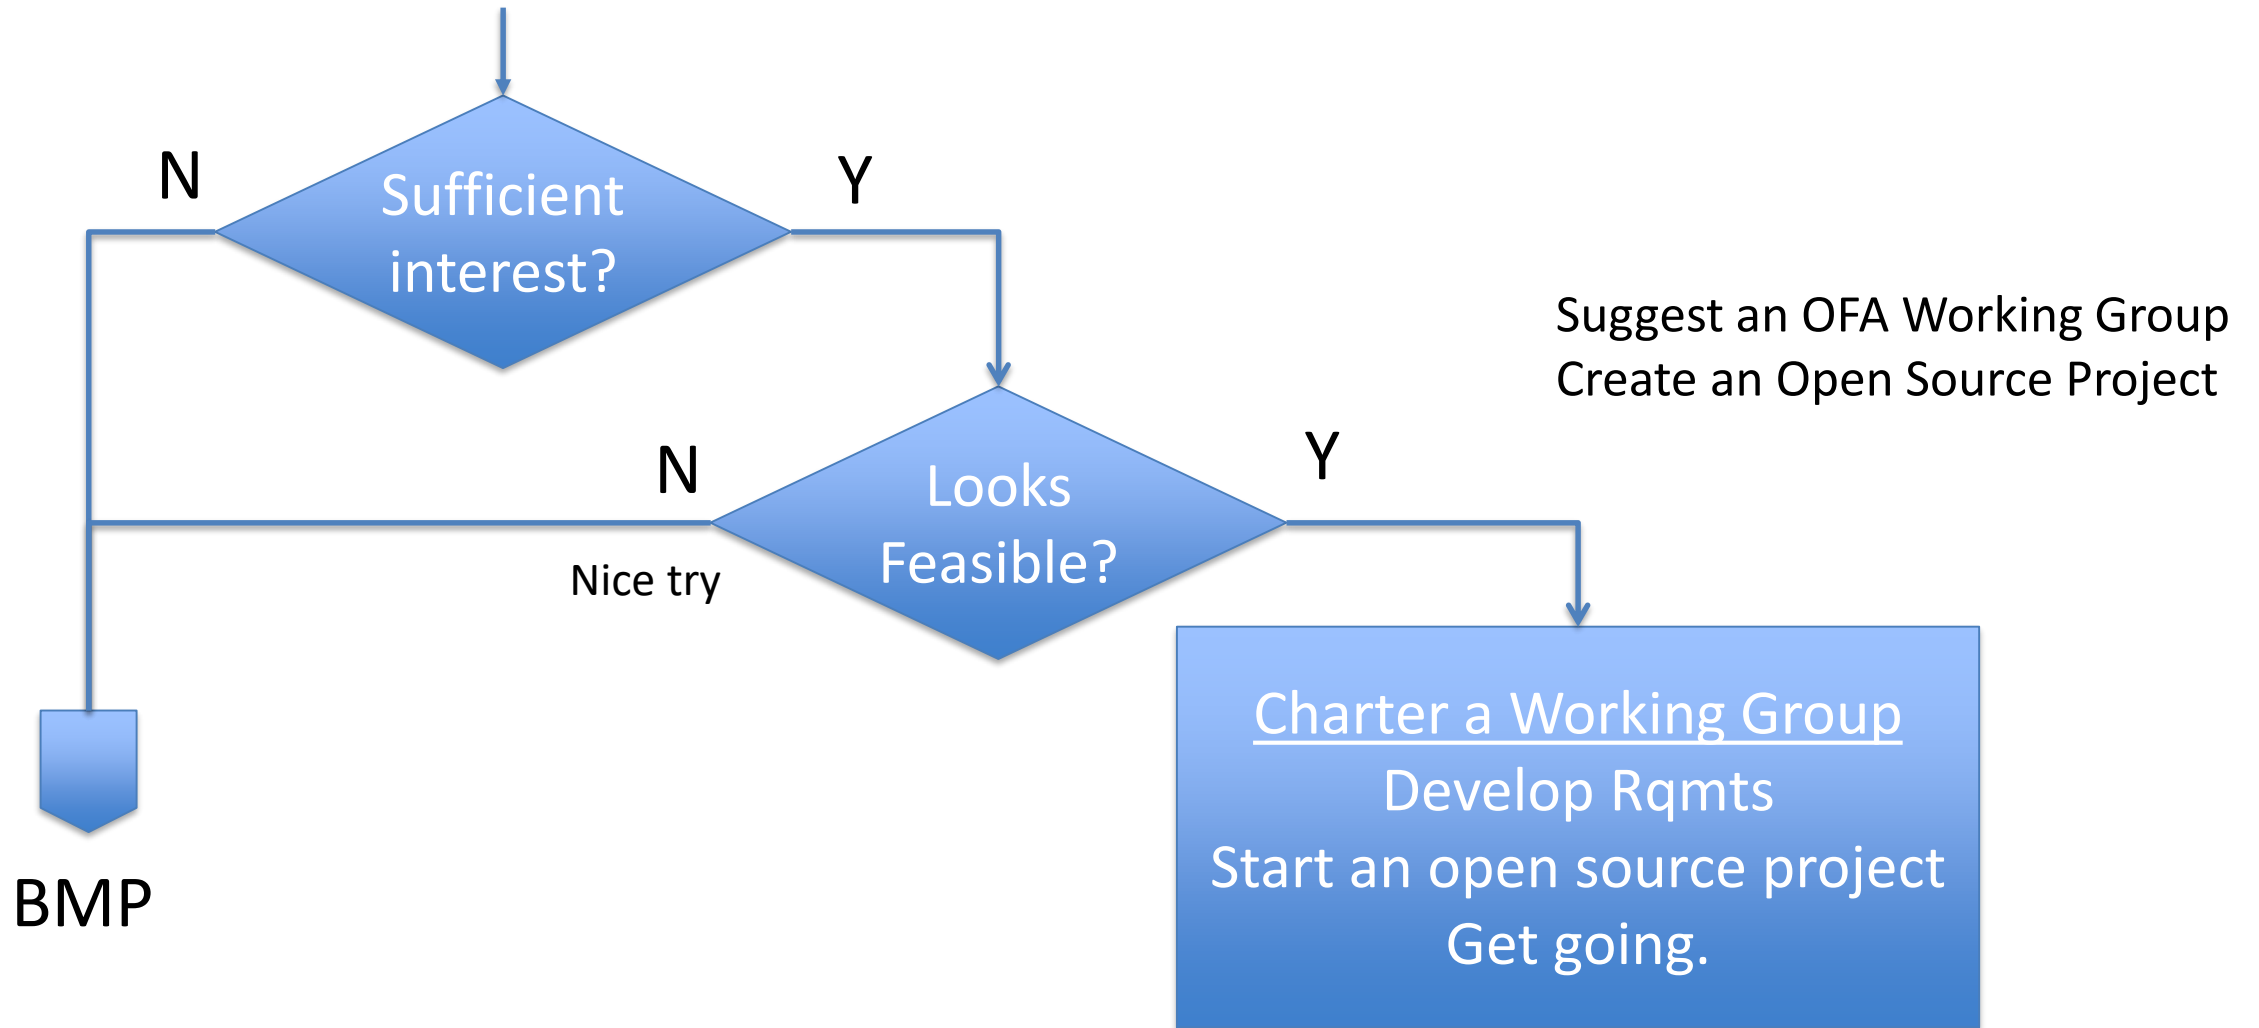 N
Y
Sufficient
interest?
Suggest an OFA Working Group
Create an Open Source Project
N
Y
Looks
Feasible?
Nice try
Charter a Working Group
Develop Rqmts
Start an open source project
Get going.
BMP